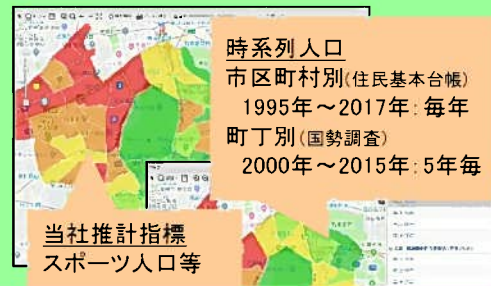 時系列人口
市区町村別(住民基本台帳)
1995年～2017年:毎年
町丁別(国勢調査)
2000年～2015年:5年毎
当社推計指標
スポーツ人口等